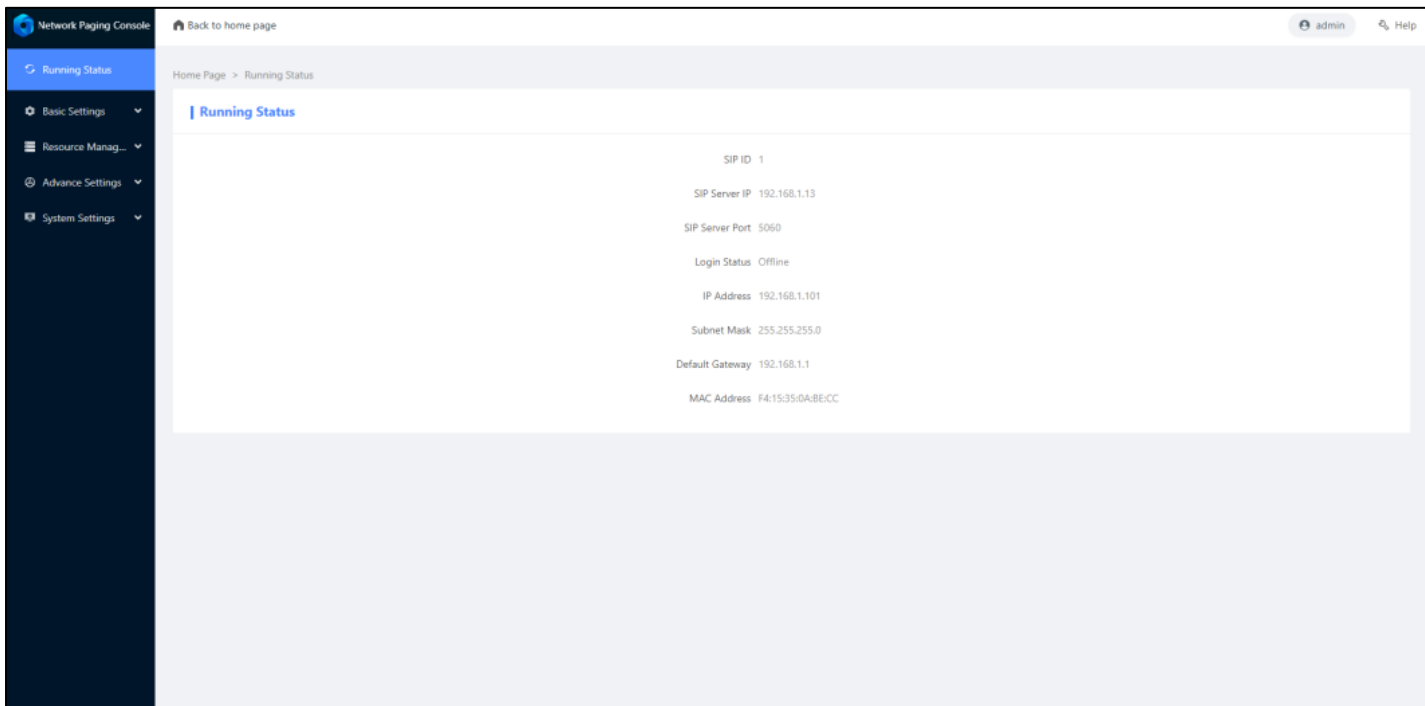 Network Paging Console
Back to home page
admin
Help
Running Status
Basic Settings
Resource Manag...
Advance Settings
System Settings
Home Page > Running Status
Running Status
SIP ID 1
SIP Server IP 192.168.1.13
SIP Server Port 5060
Login Status Offline
IP Address 192.168.1.101
Subnet Mask 255.255.255.0
Default Gateway 192.168.1.1
MAC Address F4:15:35:0A:BE:CC